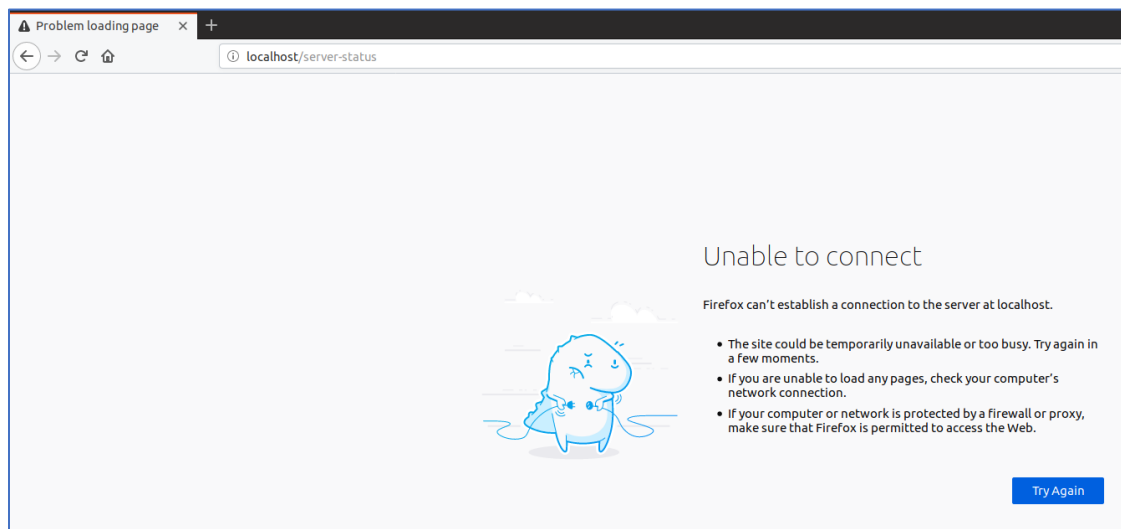 Problem loading page
localhost/server-status
Unable to connect
Firefox can’t establish a connection to the server at localhost.
• The site could be temporarily unavailable or too busy. Try again in
a few moments.
• If you are unable to load any pages, check your computer’s
network connection.
• If your computer or network is protected by a firewall or proxy,
make sure that Firefox is permitted to access the Web.
Try Again